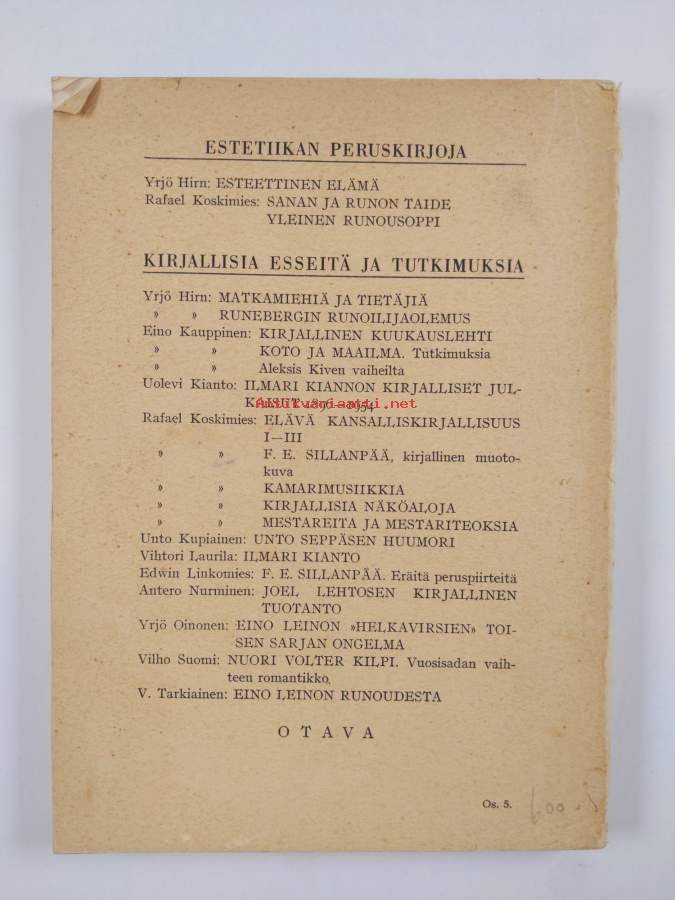 ESTETIIKAN PERUSKIRJOJA
Yrjö Hirn: ESTEETTINEN ELÄMÄ
Rafael Koskimies: SANAN JA RUNON TAIDE
YLEINEN RUNOUSOPPI
KIRJALLISIA ESSEITÄ JA TUTKIMUKSIA
Yrjö Hirn: MATKAMIEHIÄ JA TIETÄJIÄ
» » RUNEBERGIN RUNOILIJAOLEMUS
Eino Kauppinen: KIRJALLINEN KUUKAUSLEHTI
» » KOTO JA MAAILMA. Tutkimuksia
» » Aleksis Kiven vaiheilta
Uolevi Kianto: ILMARI KIANNON KIRJALLISET JUL-
KAISUT 1896—1954
Antikvariaatti.net
Rafael Koskimies: ELÄVÄ KANSALLISKIRJALLISUUS
I—III
» » F. E. SILLANPÄÄ, kirjallinen muoto-
kuva
» » KAMARIMUSIIKKIA
» » KIRJALLISIA NÄKÖALOJA
» » MESTAREITA JA MESTARITEOKSIA
Unto Kupiainen: UNTO SEPPÄSEN HUUMORI
Vihtori Laurila: ILMARI KIANTO
Edwin Linkomies: F. E. SILLANPÄÄ. Eräitä peruspiirteitä
Antero Nurminen: JOEL LEHTOSEN KIRJALLINEN
TUOTANTO
Yrjö Oinonen: EINO LEINON »HELKAVIRSIEN» TOI-
SEN SARJAN ONGELMA
Vilho Suomi: NUORI VOLTER KILPI. Vuosisadan vaih-
teen romantikko
V. Tarkiainen: EINO LEINON RUNOUDESTA
OTAVA
Os. 5.